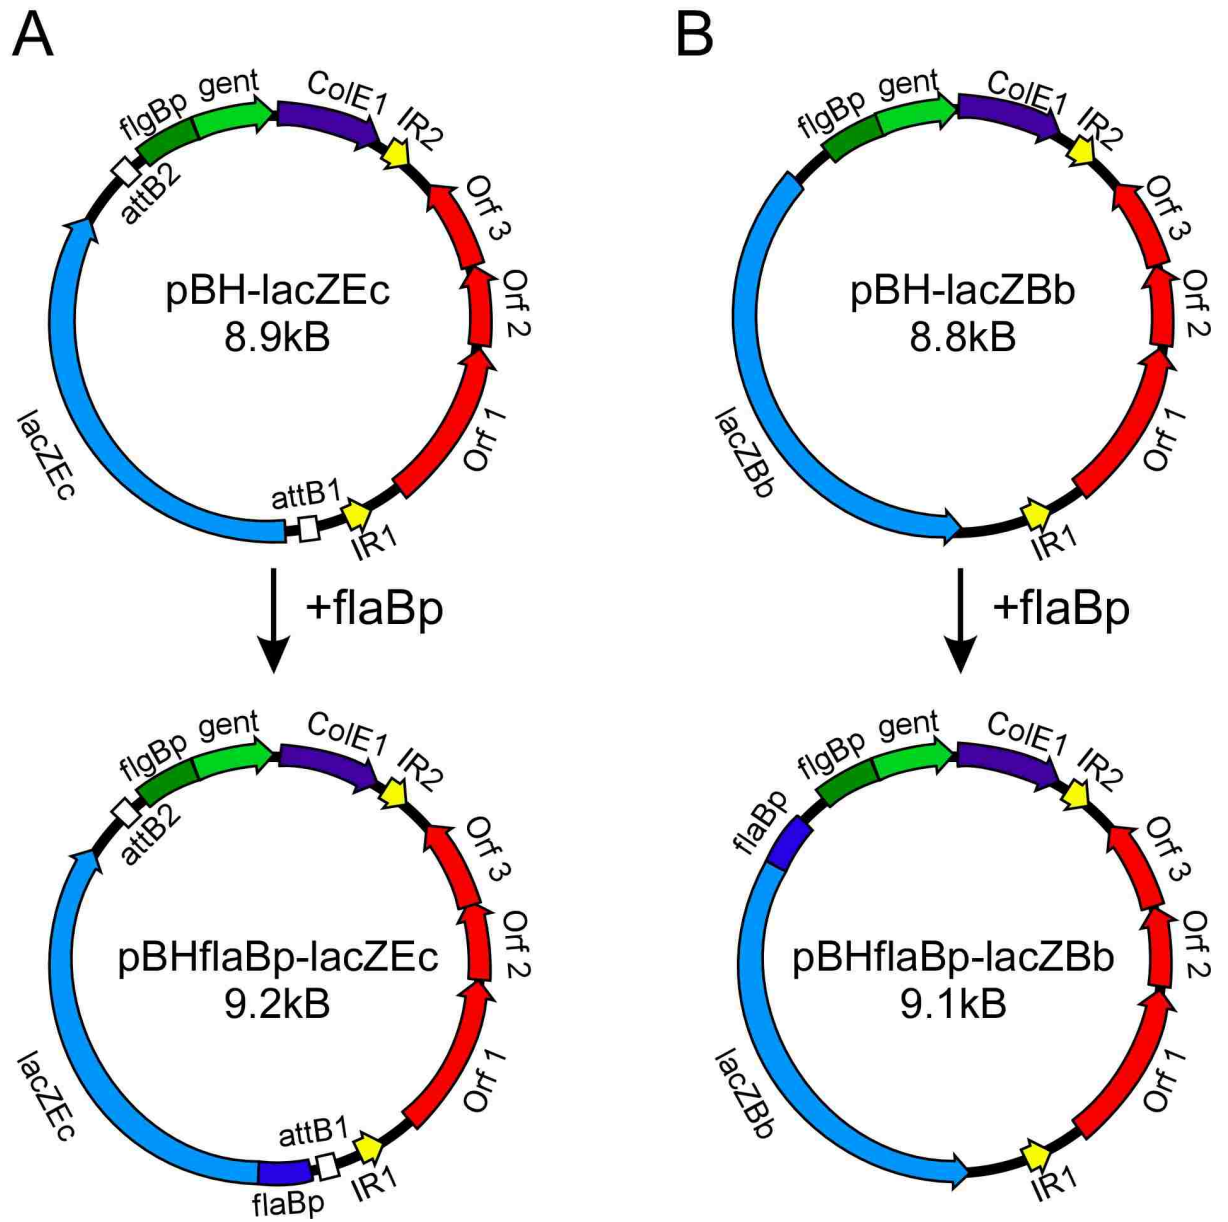 A
flgBp
gent
ColE1
IR2
attB2
Orf 3
pBH-lacZEc
8.9kB
Orf 2
lacZEc
Orf 1
attB1
IR1
+flaBp
flgBp
gent
ColE1
IR2
attB2
Orf 3
pBHflaBp-lacZEc
9.2kB
Orf 2
lacZEc
Orf 1
attB1
IR1
flaBp
B
flgBp
gent
ColE1
IR2
Orf 3
pBH-lacZBb
8.8kB
Orf 2
lacZBb
Orf 1
IR1
+flaBp
flgBp
gent
ColE1
IR2
flaBp
Orf 3
pBHflaBp-lacZBb
9.1kB
Orf 2
lacZBb
Orf 1
IR1